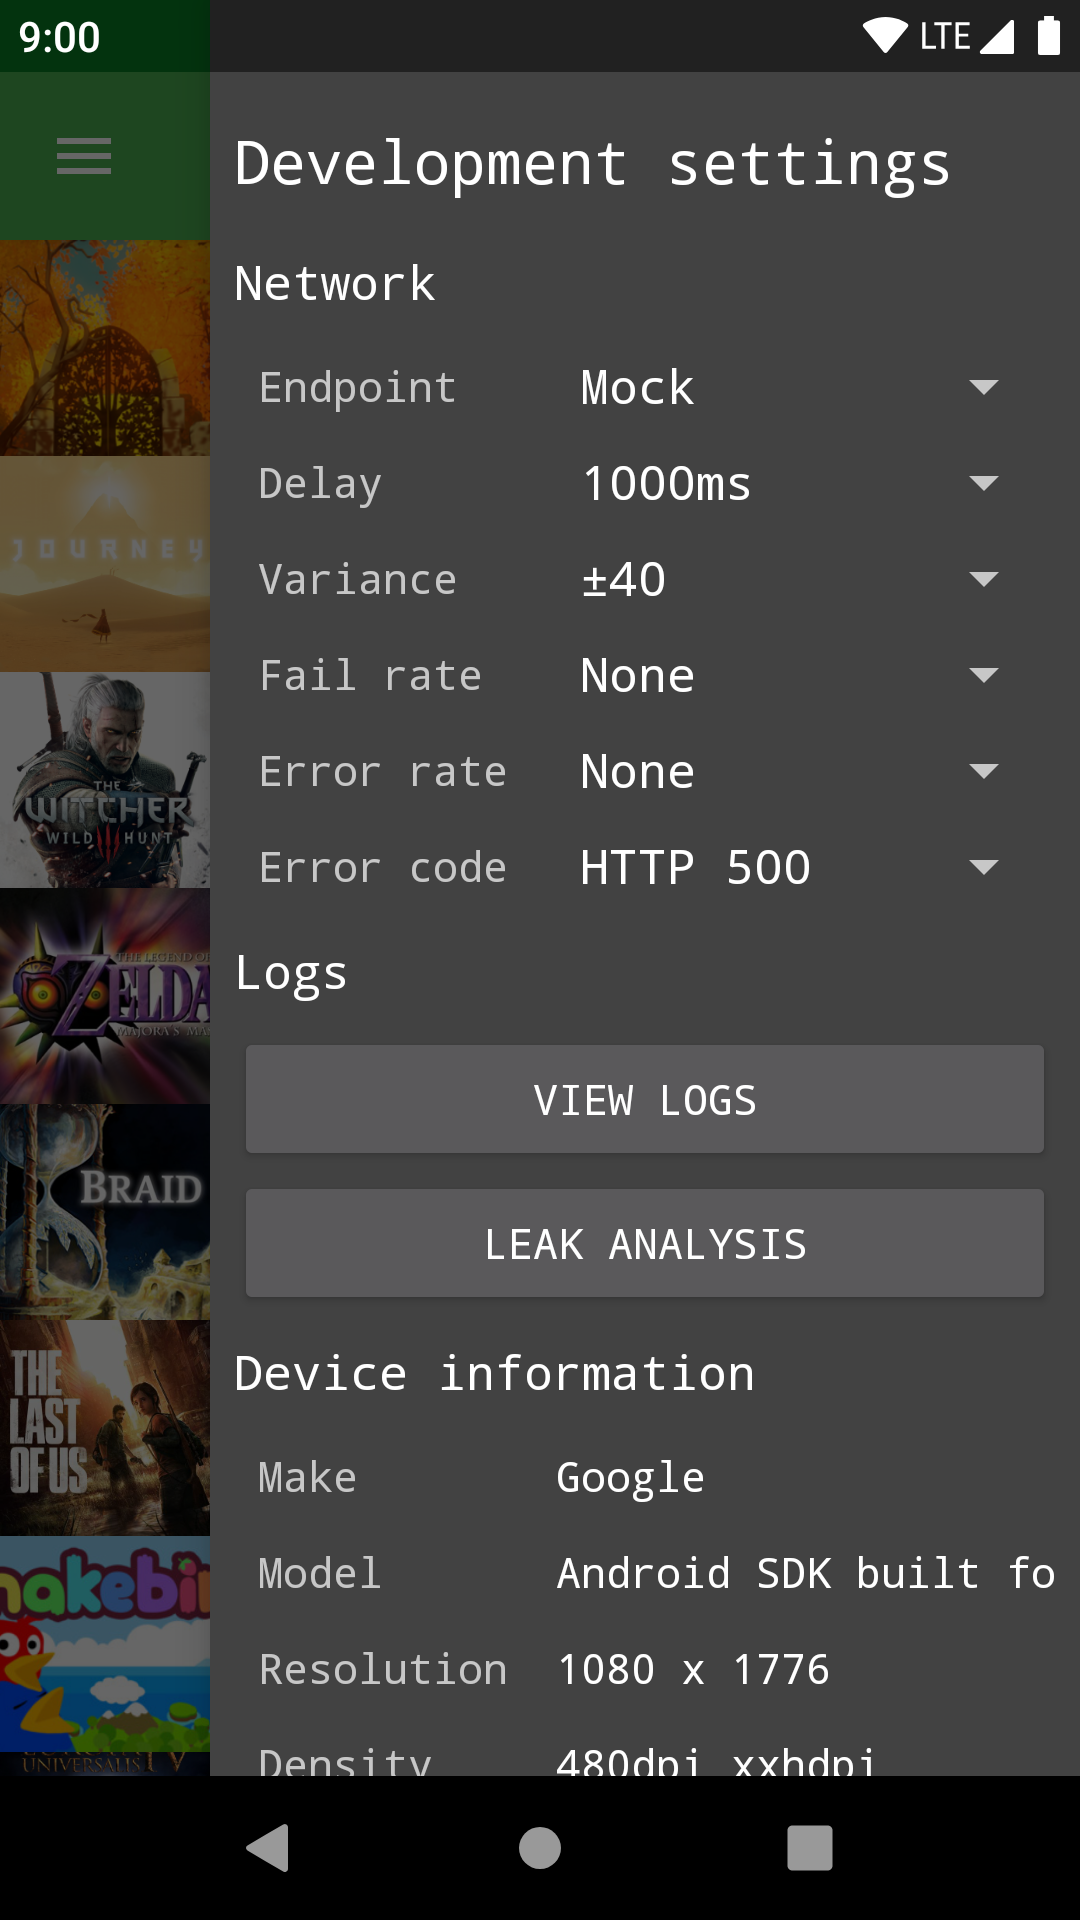 9:00
LTE
Development settings
Network
Endpoint Mock
Delay 1000ms
Variance ±40
Fail rate None
Error rate None
Error code HTTP 500
Logs
VIEW LOGS
LEAK ANALYSIS
Device information
Make Google
Model Android SDK built fo
Resolution 1080 x 1776
Density 480dpi xxhdpi
JOURNEY
THE
WITCHER
WILD HUNT
THE LEGEND OF
ZELDA
MAJORA'S MA
BRAID
THE
LAST
OF US
nakebi
UNIVERSALIS IV